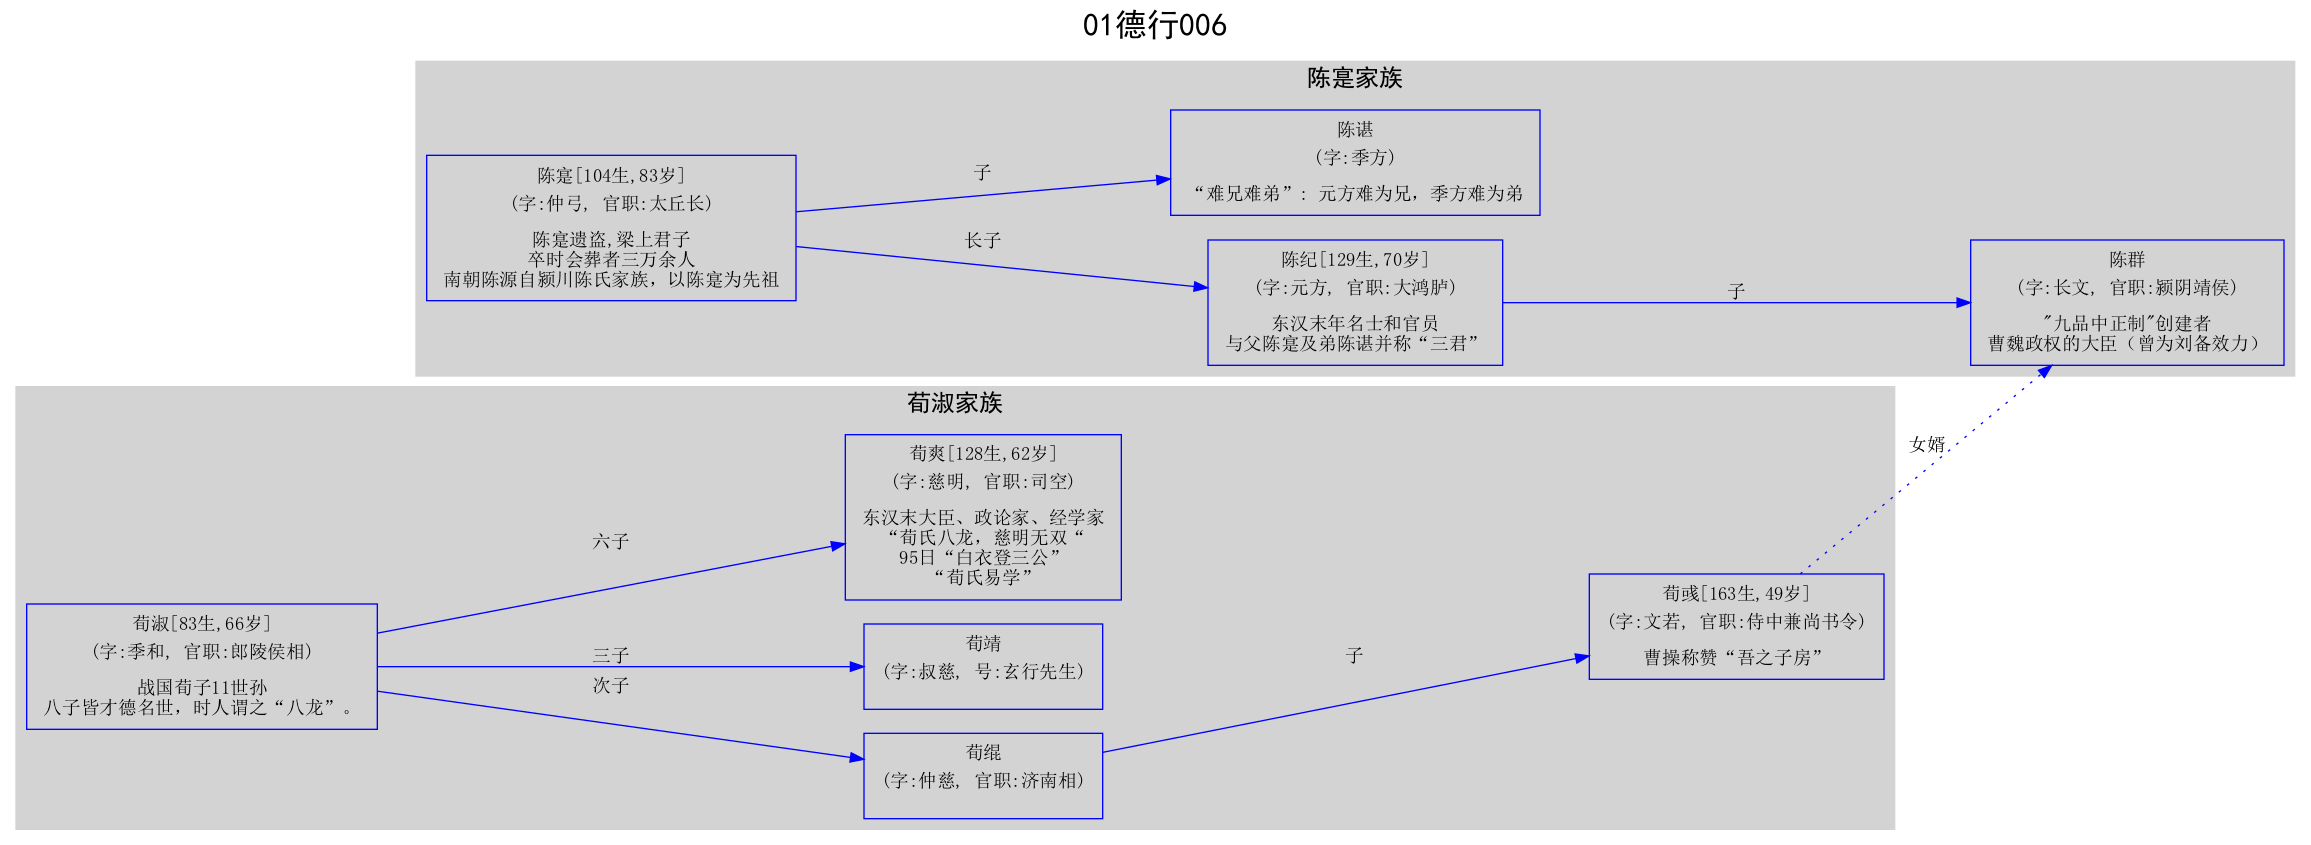 01德行006
陈寔家族
陈寔[104生,83岁]
(字:仲弓, 官职:太丘长)
陈寔遗盗,梁上君子
卒时会葬者三万余人
南朝陈源自颍川陈氏家族，以陈寔为先祖
子
长子
陈谌
(字:季方)
“难兄难弟”: 元方难为兄，季方难为弟
陈纪[129生,70岁]
(字:元方, 官职:大鸿胪)
东汉末年名士和官员
与父陈寔及弟陈谌并称“三君”
子
陈群
(字:长文, 官职:颍阴靖侯)
"九品中正制"创建者
曹魏政权的大臣（曾为刘备效力）
女婿
荀淑家族
荀淑[83生,66岁]
(字:季和, 官职:郎陵侯相)
战国荀子11世孙
八子皆才德名世，时人谓之“八龙”。
六子
三子
次子
荀爽[128生,62岁]
(字:慈明, 官职:司空)
东汉末大臣、政论家、经学家
“荀氏八龙，慈明无双“
95日“白衣登三公”
“荀氏易学”
荀靖
(字:叔慈, 号:玄行先生)
荀绲
(字:仲慈, 官职:济南相)
子
荀彧[163生,49岁]
(字:文若, 官职:侍中兼尚书令)
曹操称赞“吾之子房”